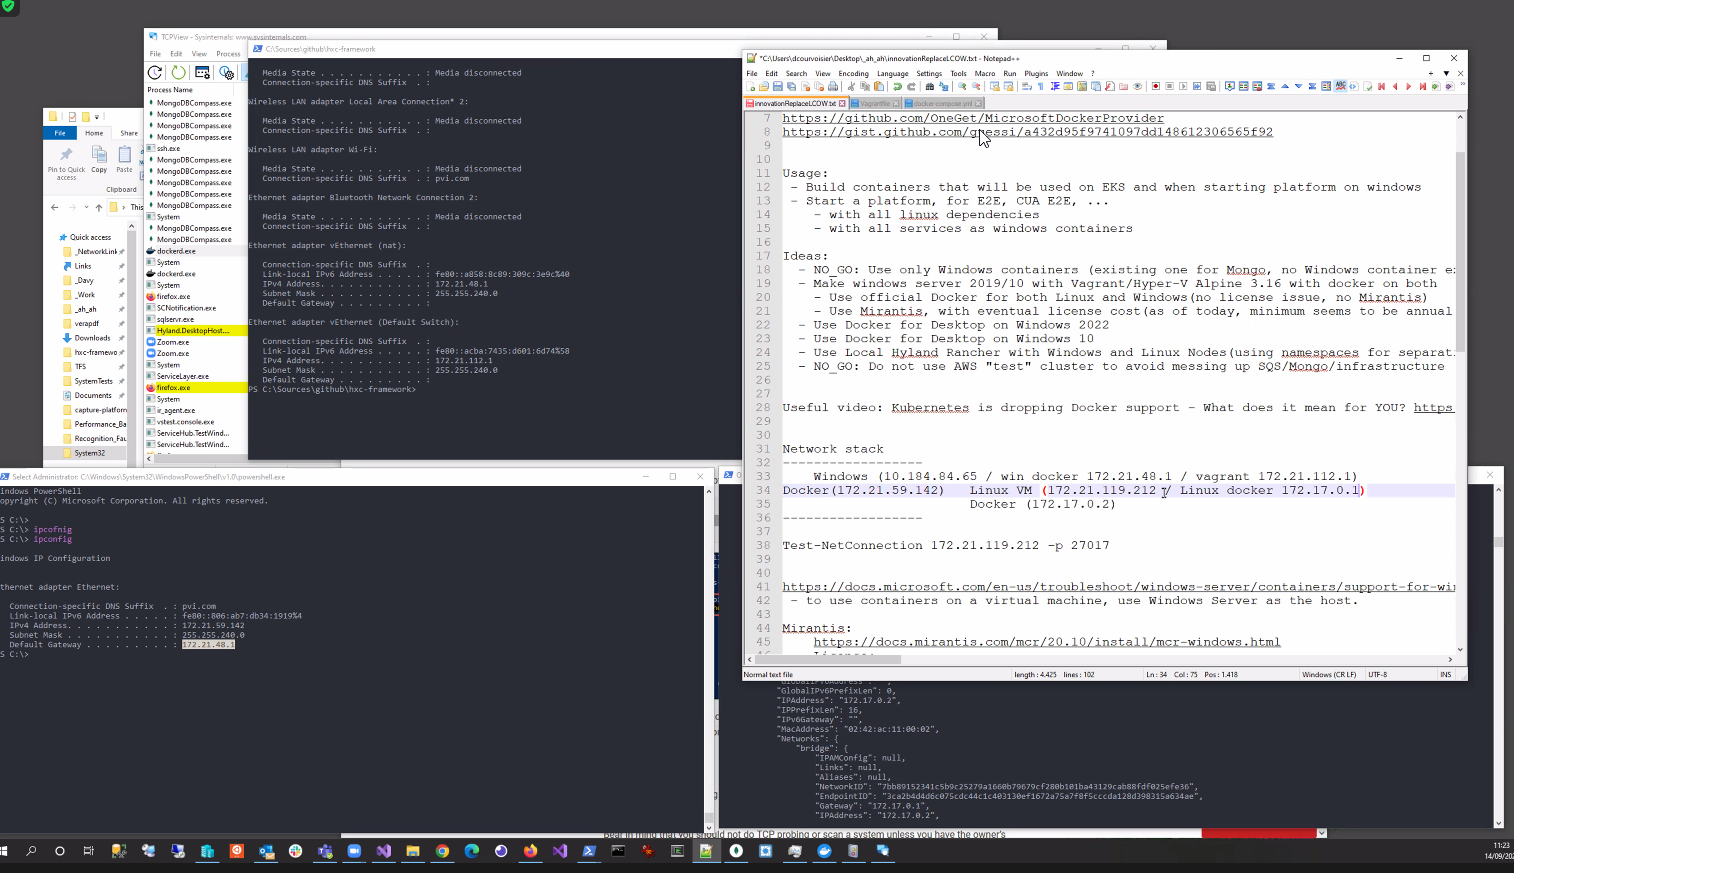 TCPView - Sysinternals: www.sysinternals.com
File Edit View Process
Process Name
MongoDBCompass.exe
MongoDBCompass.exe
MongoDBCompass.exe
MongoDBCompass.exe
ssh.exe
MongoDBCompass.exe
MongoDBCompass.exe
MongoDBCompass.exe
MongoDBCompass.exe
MongoDBCompass.exe
System
MongoDBCompass.exe
MongoDBCompass.exe
dockerd.exe
System
dockerd.exe
System
firefox.exe
SCNotification.exe
sqlservr.exe
Hyland.DesktopHost....
Zoom.exe
Zoom.exe
System
ServiceLayer.exe
firefox.exe
System
ir_agent.exe
vstest.console.exe
ServiceHub.TestWind...
ServiceHub.TestWind...
File Home Share
Pin to Quick access
Copy
Paste
Clipboard
This
Quick access
_NetworkLink
Links
_Davy
_Work
_ah_ah
verapdf
Downloads
hxc-framewo
TFS
SystemTests
Documents
capture-platforn
Performance_Ba
Recognition_Fau
System32
C:\Sources\github\hxc-framework
Media State . . . . . . . . . . . : Media disconnected
Connection-specific DNS Suffix . :
Wireless LAN adapter Local Area Connection* 2:
Media State . . . . . . . . . . . : Media disconnected
Connection-specific DNS Suffix . :
Wireless LAN adapter Wi-Fi:
Media State . . . . . . . . . . . : Media disconnected
Connection-specific DNS Suffix . : pvi.com
Ethernet adapter Bluetooth Network Connection 2:
Media State . . . . . . . . . . . : Media disconnected
Connection-specific DNS Suffix . :
Ethernet adapter vEthernet (nat):
Connection-specific DNS Suffix . :
Link-local IPv6 Address . . . . . : fe80::a858:8c89:309c:3e9c%40
IPv4 Address. . . . . . . . . . . : 172.21.48.1
Subnet Mask . . . . . . . . . . . : 255.255.240.0
Default Gateway . . . . . . . . . :
Ethernet adapter vEthernet (Default Switch):
Connection-specific DNS Suffix . :
Link-local IPv6 Address . . . . . : fe80::acba:7435:d601:6d74%58
IPv4 Address. . . . . . . . . . . : 172.21.112.1
Subnet Mask . . . . . . . . . . . : 255.255.240.0
Default Gateway . . . . . . . . . :
PS C:\Sources\github\hxc-framework>
*C:\Users\dcourvoisier\Desktop\_ah_ah\innovationReplaceLCOW.txt - Notepad++
File Edit Search View Encoding Language Settings Tools Macro Run Plugins Window ?
innovationReplaceLCOW.txt Vagrantfile docker-compose.yml
7 https://github.com/OneGet/MicrosoftDockerProvider
8 https://gist.github.com/guessi/a432d95f9741097dd148612306565f92
9
10
11 Usage:
12 - Build containers that will be used on EKS and when starting platform on windows
13 - Start a platform, for E2E, CUA E2E, ...
14 - with all linux dependencies
15 - with all services as windows containers
16
17 Ideas:
18 - NO_GO: Use only Windows containers (existing one for Mongo, no Windows container e
19 - Make windows server 2019/10 with Vagrant/Hyper-V Alpine 3.16 with docker on both
20 - Use official Docker for both Linux and Windows(no license issue, no Mirantis)
21 - Use Mirantis, with eventual license cost(as of today, minimum seems to be annual
22 - Use Docker for Desktop on Windows 2022
23 - Use Docker for Desktop on Windows 10
24 - Use Local Hyland Rancher with Windows and Linux Nodes(using namespaces for separat
25 - NO_GO: Do not use AWS "test" cluster to avoid messing up SQS/Mongo/infrastructure
26
27
28 Useful video: Kubernetes is dropping Docker support - What does it mean for YOU? https
29
30
31 Network stack
32 ------------------
33 Windows (10.184.84.65 / win docker 172.21.48.1 / vagrant 172.21.112.1)
34 Docker(172.21.59.142) Linux VM (172.21.119.212 / Linux docker 172.17.0.1)
35 Docker (172.17.0.2)
36 ------------------
37
38 Test-NetConnection 172.21.119.212 -p 27017
39
40
41 https://docs.microsoft.com/en-us/troubleshoot/windows-server/containers/support-for-wi
42 - to use containers on a virtual machine, use Windows Server as the host.
43
44 Mirantis:
45 https://docs.mirantis.com/mcr/20.10/install/mcr-windows.html
Normal text file length : 4.425 lines : 102 Ln : 34 Col : 75 Pos : 1.418 Windows (CR LF) UTF-8 INS
Select Administrator: C:\Windows\System32\WindowsPowerShell\v1.0\powershell.exe
indows PowerShell
opyright (C) Microsoft Corporation. All rights reserved.
S C:\>
S C:\> ipcofnig
S C:\> ipconfig
indows IP Configuration
thernet adapter Ethernet:
Connection-specific DNS Suffix . : pvi.com
Link-local IPv6 Address . . . . . : fe80::806:ab7:db34:1919%4
IPv4 Address. . . . . . . . . . . : 172.21.59.142
Subnet Mask . . . . . . . . . . . : 255.255.240.0
Default Gateway . . . . . . . . . : 172.21.48.1
S C:\>
"GlobalIPv6PrefixLen": 0,
"IPAddress": "172.17.0.2",
"IPPrefixLen": 16,
"IPv6Gateway": "",
"MacAddress": "02:42:ac:11:00:02",
"Networks": {
"bridge": {
"IPAMConfig": null,
"Links": null,
"Aliases": null,
"NetworkID": "7bb89152341c5b9c25279a1660b79679cf280b101ba43129cab88fdf025efe36",
"EndpointID": "3ca2b4d4d6c075cdc44c1c403130ef1672a75a7f8f5cccda128d398315a634ae",
"Gateway": "172.17.0.1",
"IPAddress": "172.17.0.2",
Bear in mind that you should not do TCP probing or scan a system unless you have the owner's
11:23
14/09/202